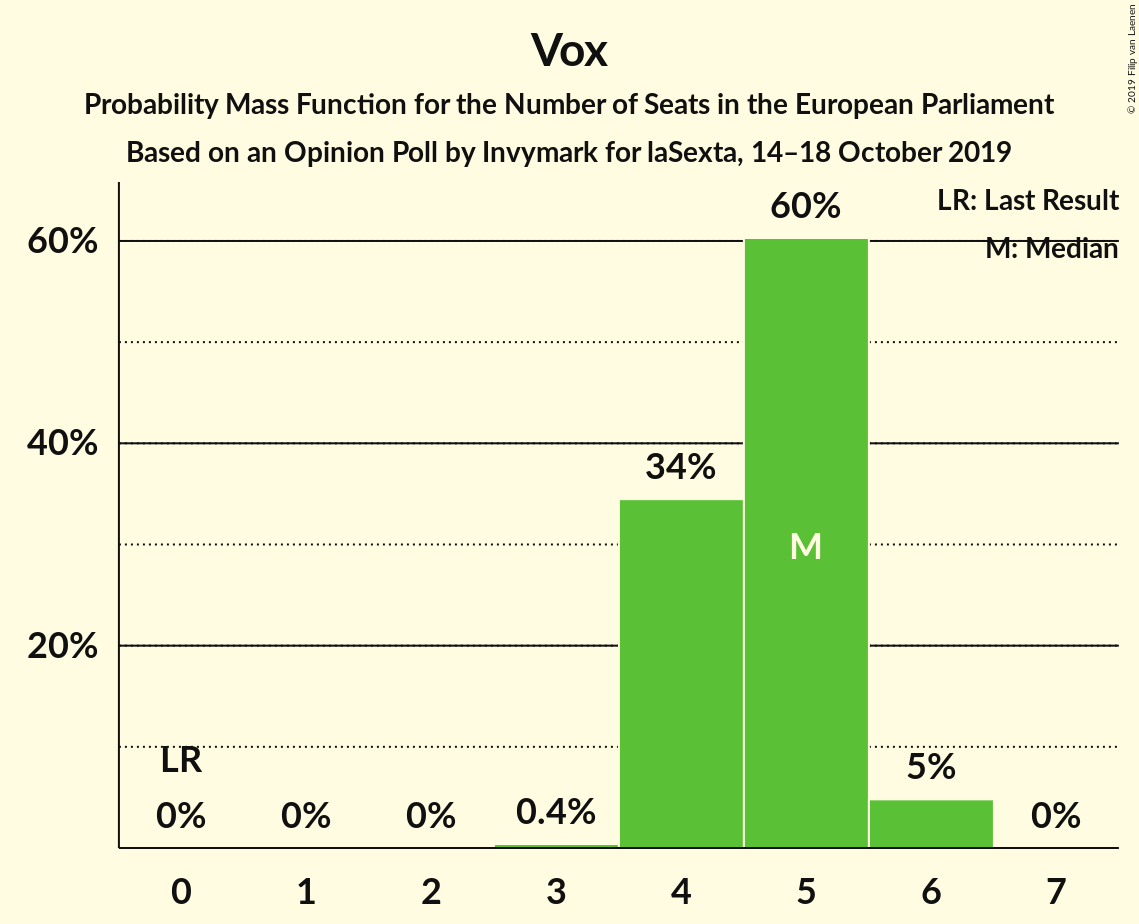 Vox
Probability Mass Function for the Number of Seats in the European Parliament
Based on an Opinion Poll by Invymark for laSexta, 14–18 October 2019
© 2019 Filip van Laenen
LR: Last Result
M: Median
60%
40%
20%
LR
0%
0%
0%
0.4%
34%
60%
M
5%
0%
0
1
2
3
4
5
6
7